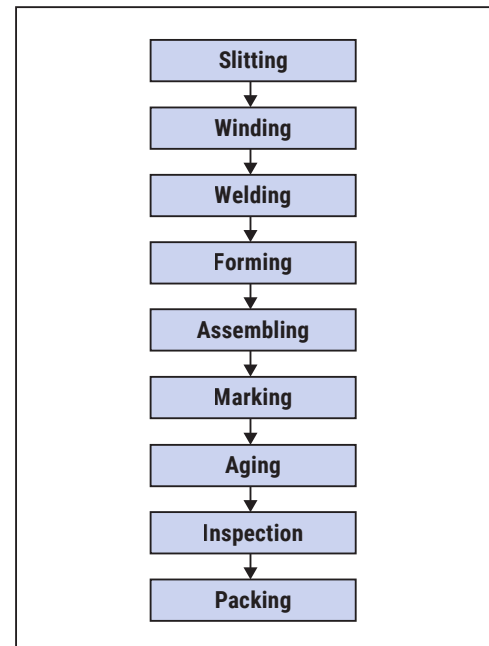 Slitting
Winding
Welding
Forming
Assembling
Marking
Aging
Inspection
Packing